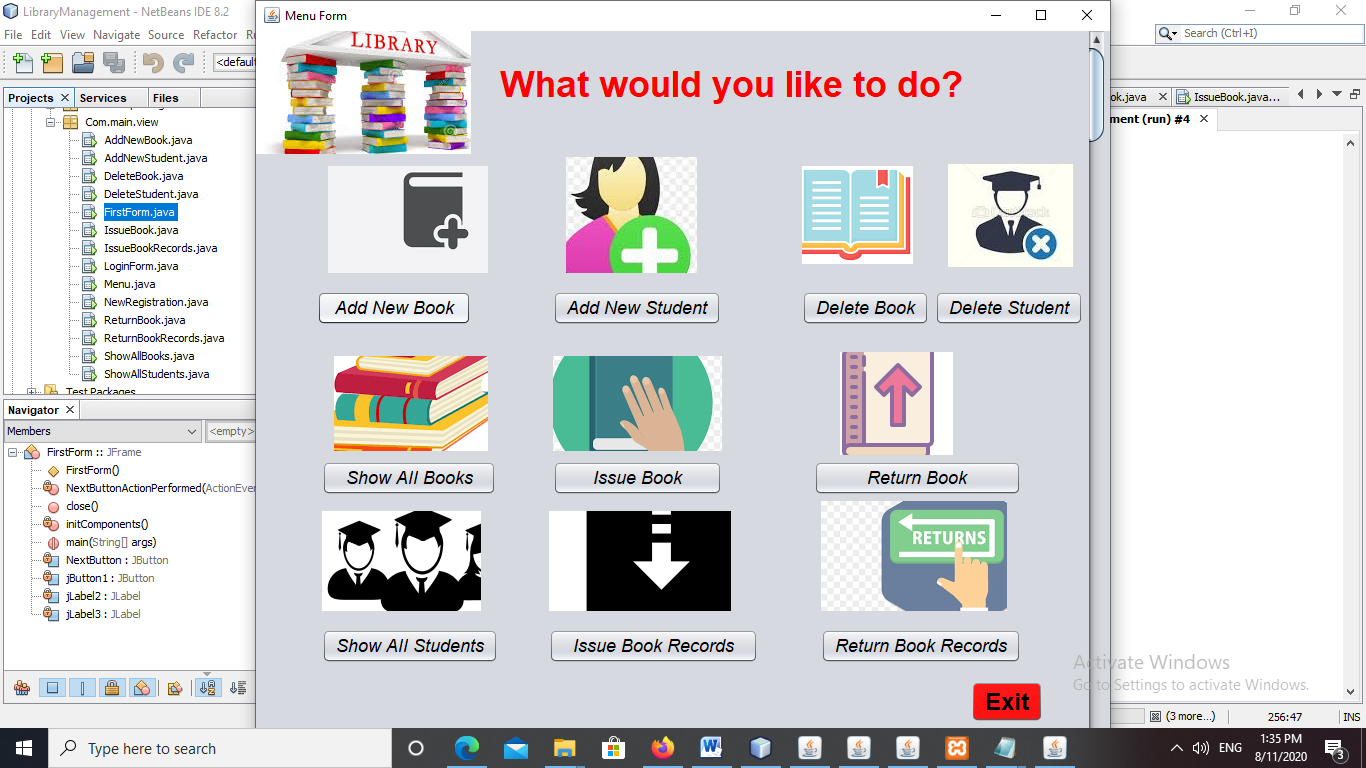 LibraryManagement - NetBeans IDE 8.2
File Edit View Navigate Source Refactor
Search (Ctrl+I)
<default
Projects Services Files
Com.main.view
AddNewBook.java
AddNewStudent.java
DeleteBook.java
DeleteStudent.java
FirstForm.java
IssueBook.java
IssueBookRecords.java
LoginForm.java
Menu.java
NewRegistration.java
ReturnBook.java
ReturnBookRecords.java
ShowAllBooks.java
ShowAllStudents.java
Test Packages
Navigator
Members <empty>
FirstForm :: JFrame
FirstForm()
NextButtonActionPerformed(ActionEve
close()
initComponents()
main(String[] args)
NextButton : JButton
jButton1 : JButton
jLabel2 : JLabel
jLabel3 : JLabel
Menu Form
LIBRARY
What would you like to do?
Add New Book
Add New Student
Delete Book
Delete Student
Show All Books
Issue Book
Return Book
RETURNS
Show All Students
Issue Book Records
Return Book Records
Exit
ok.java IssueBook.java...
ment (run) #4
Activate Windows
Go to Settings to activate Windows.
(3 more...) 256:47 INS
Type here to search
ENG
1:35 PM
8/11/2020
3